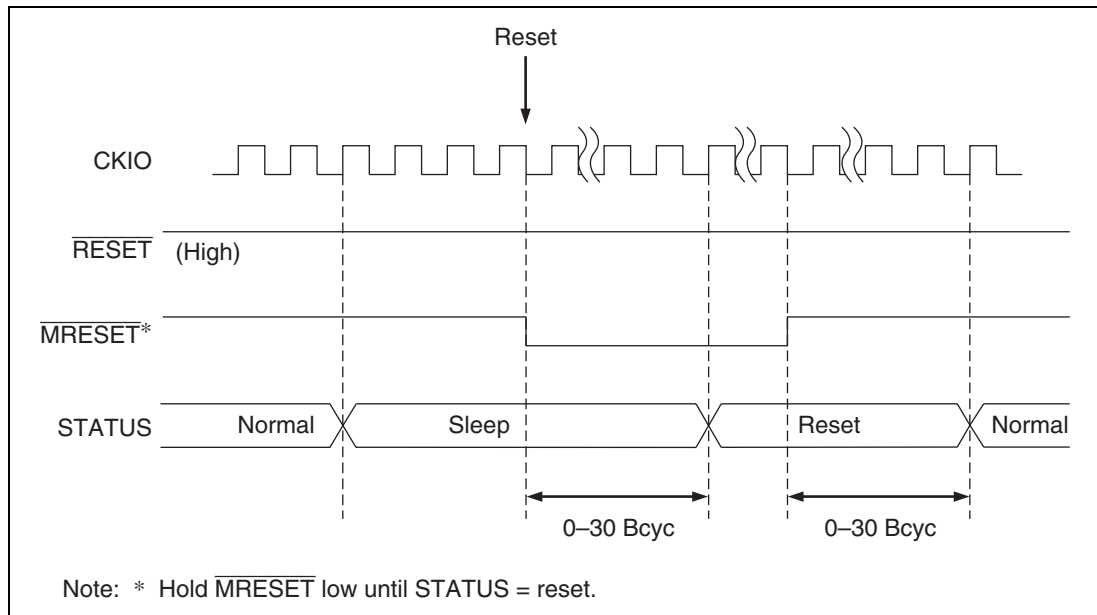 Reset
CKIO
RESET (High)
MRESET*
STATUS Normal Sleep Reset Normal
0–30 Bcyc 0–30 Bcyc
Note: * Hold MRESET low until STATUS = reset.